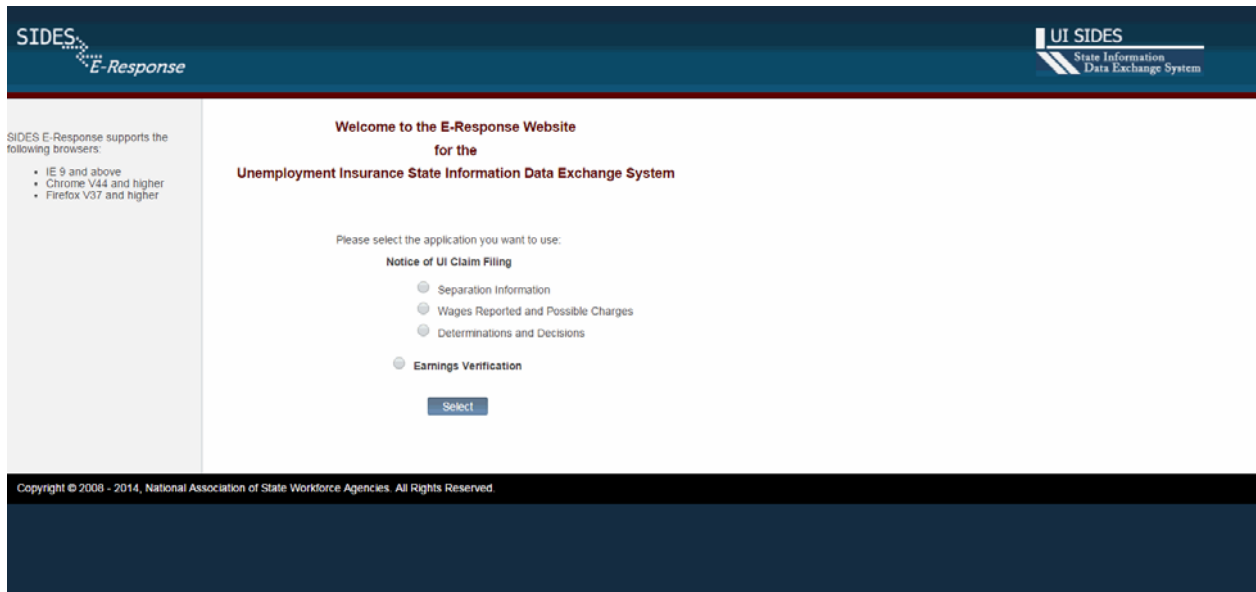 SIDES
E-Response
UI SIDES
State Information
Data Exchange System
SIDES E-Response supports the
following browsers:
• IE 9 and above
• Chrome V44 and higher
• Firefox V37 and higher
Welcome to the E-Response Website
for the
Unemployment Insurance State Information Data Exchange System
Please select the application you want to use:
Notice of UI Claim Filing
Separation Information
Wages Reported and Possible Charges
Determinations and Decisions
Earnings Verification
Select
Copyright © 2008 - 2014, National Association of State Workforce Agencies. All Rights Reserved.